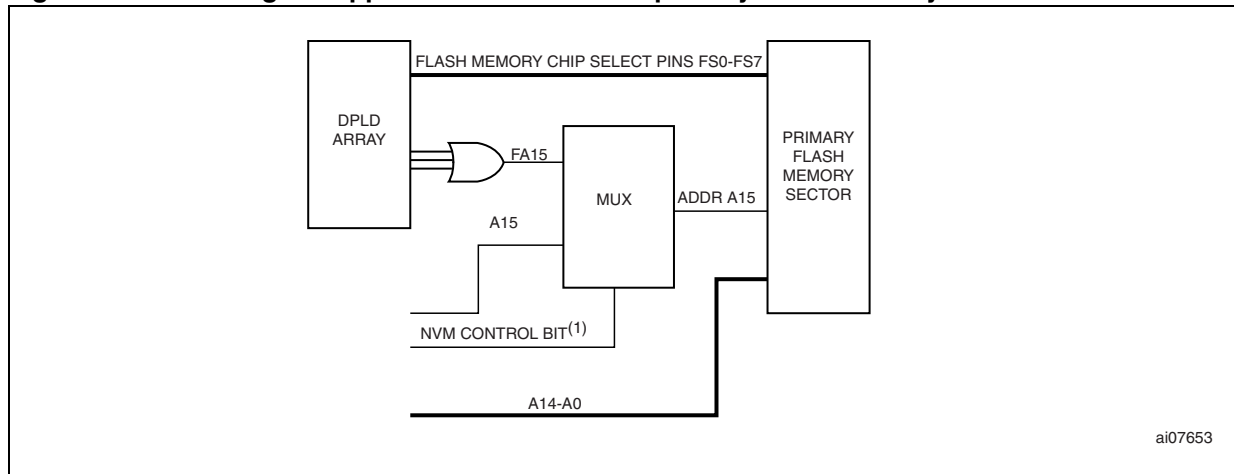 FLASH MEMORY CHIP SELECT PINS FS0-FS7
DPLD
ARRAY
FA15
MUX
ADDR A15
PRIMARY
FLASH
MEMORY
SECTOR
A15
NVM CONTROL BIT(1)
A14-A0
ai07653